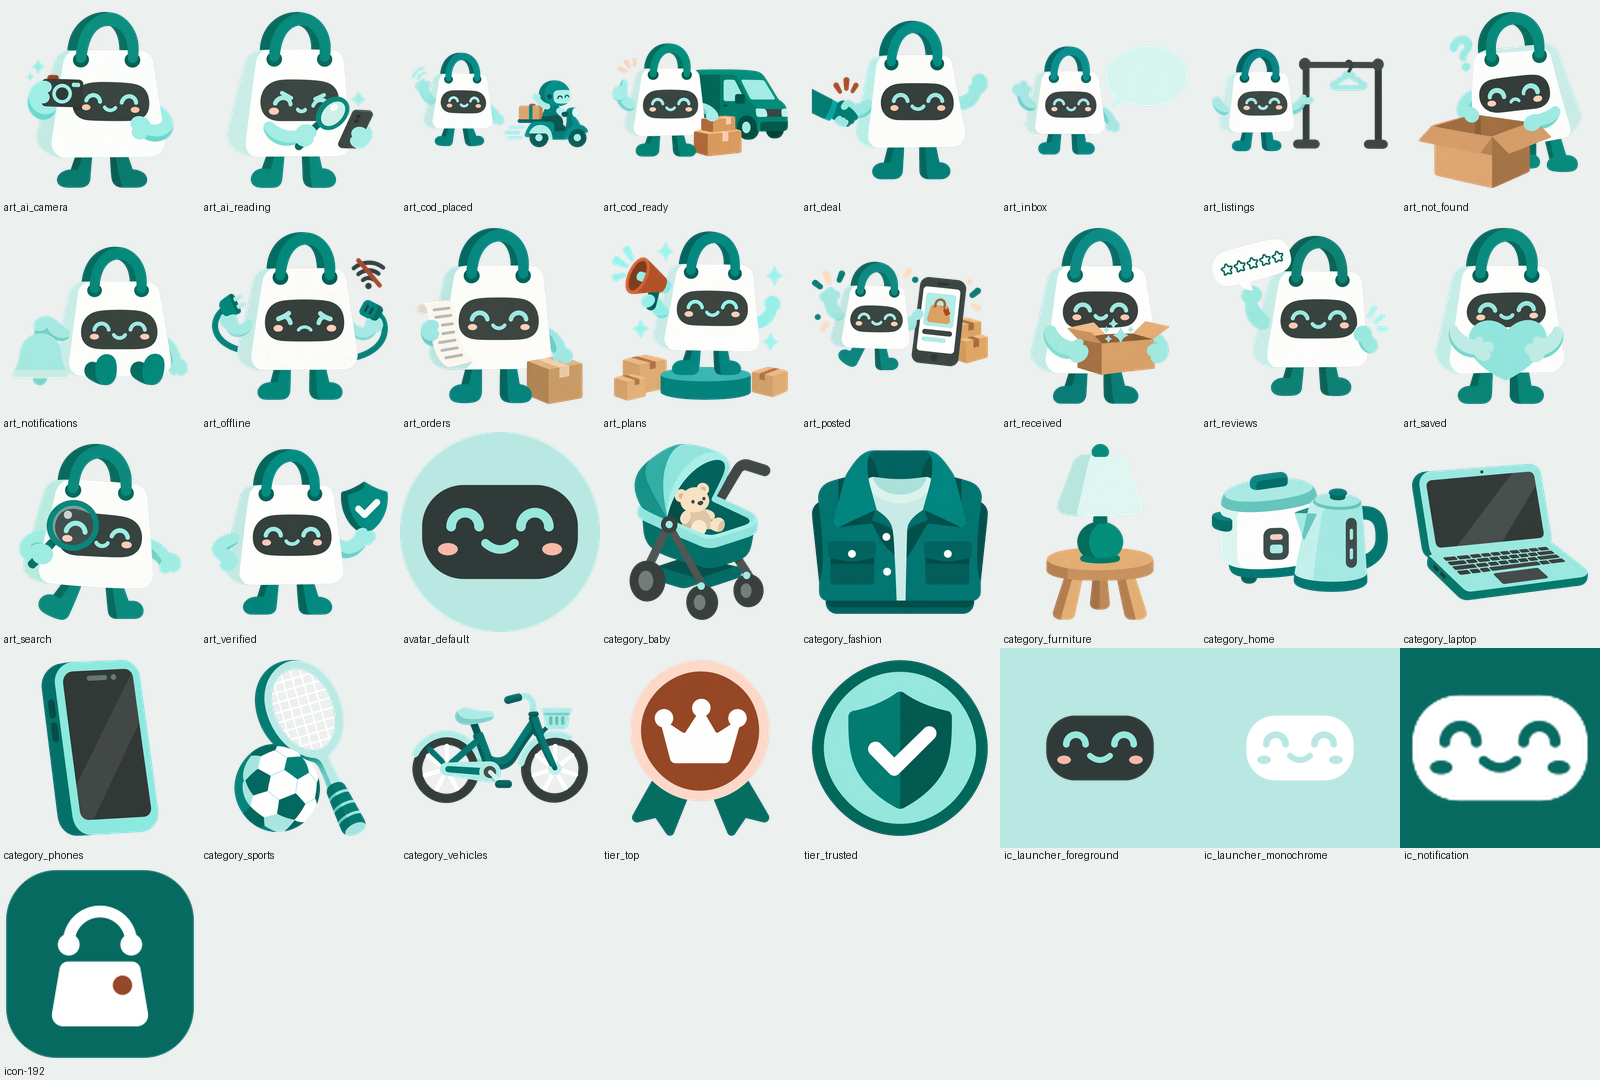 art_ai_camera
art_ai_reading
art_cod_placed
art_cod_ready
art_deal
art_inbox
art_listings
art_not_found
art_notifications
art_offline
art_orders
art_plans
art_posted
art_received
art_reviews
art_saved
art_search
art_verified
avatar_default
category_baby
category_fashion
category_furniture
category_home
category_laptop
category_phones
category_sports
category_vehicles
tier_top
tier_trusted
ic_launcher_foreground
ic_launcher_monochrome
ic_notification
icon-192